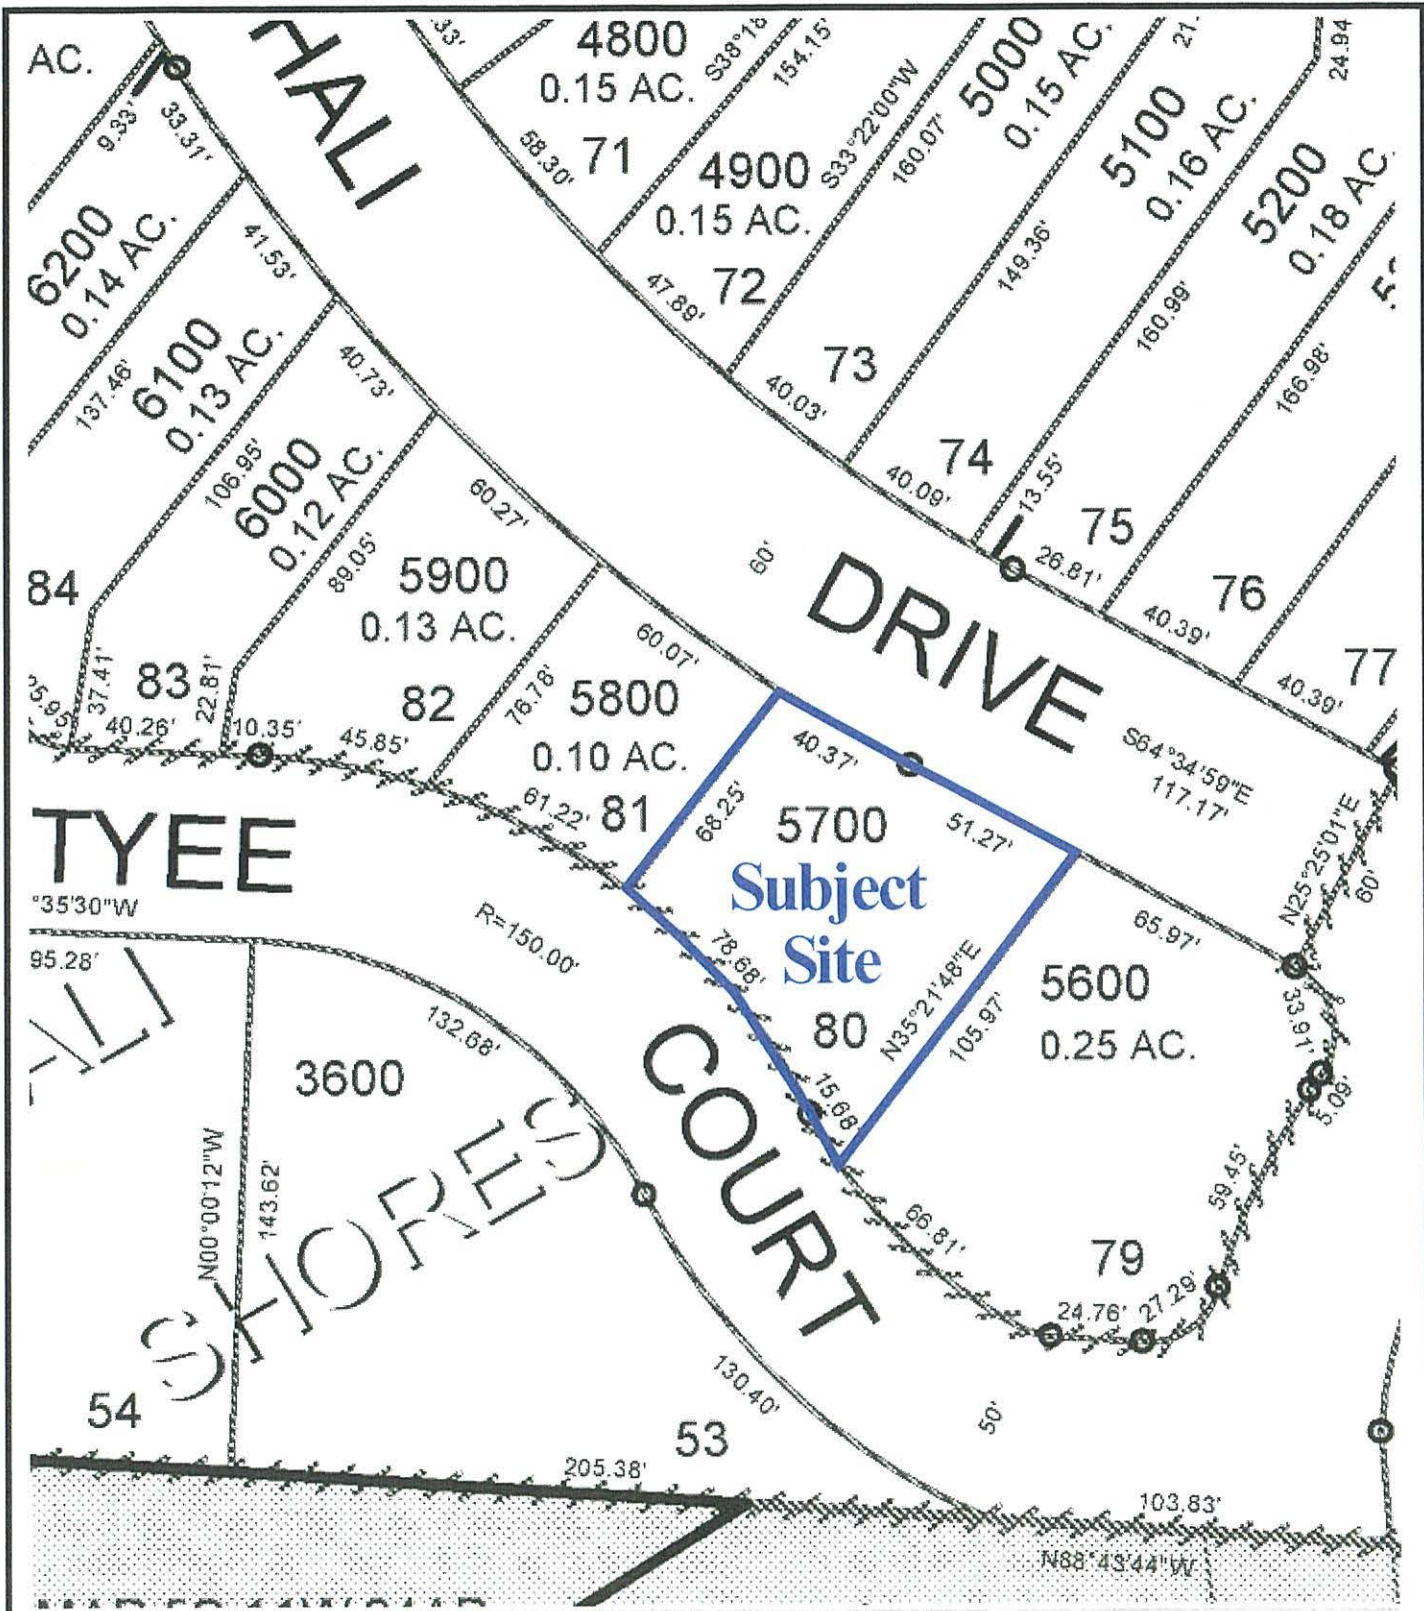 AC.
HALI
.33'
4800
0.15 AC.
71
S38°18
154.15'
4900
0.15 AC.
72
S33°22'00"W
160.07'
5000
0.15 AC.
21.
5100
0.16 AC.
24.94
5200
0.18 AC.
9.33'
33.31'
58.30'
6200
0.14 AC.
41.53'
47.89'
149.36'
160.99'
166.98'
137.46'
6100
0.13 AC.
40.73'
73
40.03'
106.95'
6000
0.12 AC.
60.27'
74
40.09'
13.55'
75
26.81'
76
40.39'
77
40.39'
84
89.05'
5900
0.13 AC.
82
60'
DRIVE
60.07'
37.41'
83
22.81'
40.26'
10.35'
45.85'
76.78'
5800
0.10 AC.
81
61.22'
68.25'
40.37'
51.27'
S64°34'59"E
117.17'
N25°25'01"E
60'
5700
Subject
Site
80
78.68'
15.68'
N35°21'48"E
105.97'
65.97'
5600
0.25 AC.
33.91'
5.09'
59.45'
TYEE
°35'30"W
95.28'
R=150.00'
132.68'
COURT
3600
ALI
SHORES
N00°00'12"W
143.62'
66.81'
79
24.76'
27.29'
130.40'
50'
54
53
205.38'
103.83'
N88°43'44"W